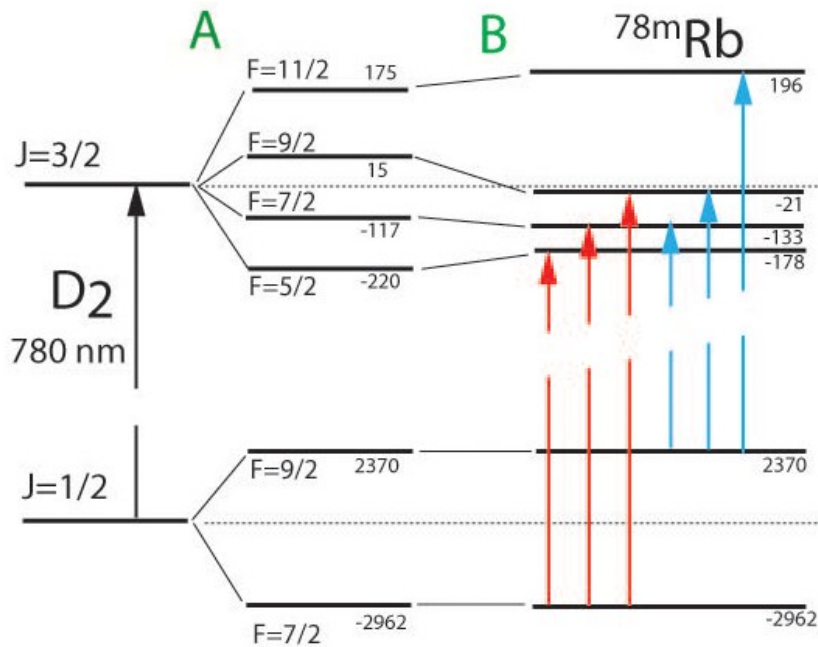 A
B
78mRb
F=11/2 175
196
F=9/2
15
J=3/2
-21
F=7/2
-117
-133
-178
F=5/2 -220
D2
780 nm
F=9/2 2370
2370
J=1/2
F=7/2 -2962
-2962